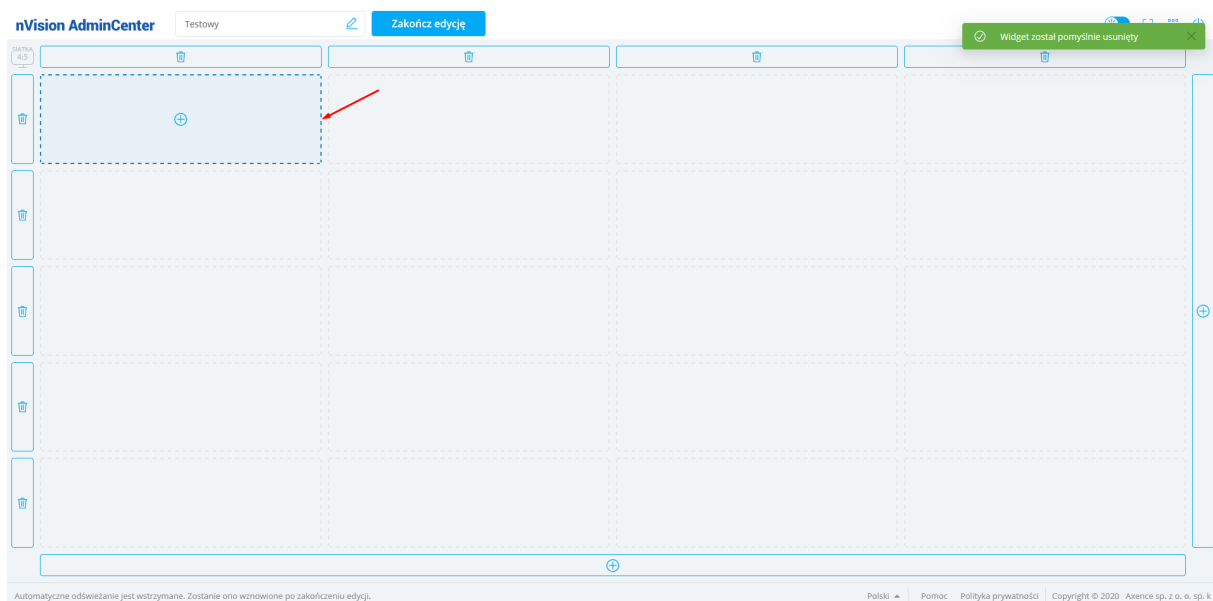 nVision AdminCenter
Testowy
Zakończ edycję
Widget został pomyślnie usunięty
SIATKA
4:5
Automatyczne odświeżanie jest wstrzymane. Zostanie ono wznowione po zakończeniu edycji.
Polski
Pomoc
Polityka prywatności
Copyright © 2020 Axence sp. z o. o. sp. k